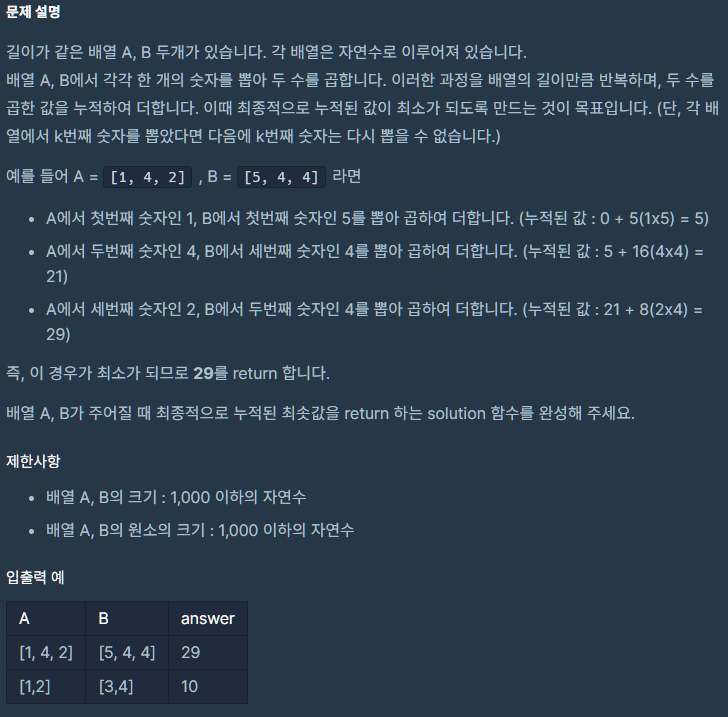 문제 설명
길이가 같은 배열 A, B 두개가 있습니다. 각 배열은 자연수로 이루어져 있습니다.
배열 A, B에서 각각 한 개의 숫자를 뽑아 두 수를 곱합니다. 이러한 과정을 배열의 길이만큼 반복하며, 두 수를
곱한 값을 누적하여 더합니다. 이때 최종적으로 누적된 값이 최소가 되도록 만드는 것이 목표입니다. (단, 각 배
열에서 k번째 숫자를 뽑았다면 다음에 k번째 숫자는 다시 뽑을 수 없습니다.)
예를 들어 A = [1, 4, 2] , B = [5, 4, 4] 라면
• A에서 첫번째 숫자인 1, B에서 첫번째 숫자인 5를 뽑아 곱하여 더합니다. (누적된 값 : 0 + 5(1x5) = 5)
• A에서 두번째 숫자인 4, B에서 세번째 숫자인 4를 뽑아 곱하여 더합니다. (누적된 값 : 5 + 16(4x4) =
21)
• A에서 세번째 숫자인 2, B에서 두번째 숫자인 4를 뽑아 곱하여 더합니다. (누적된 값 : 21 + 8(2x4) =
29)
즉, 이 경우가 최소가 되므로 29를 return 합니다.
배열 A, B가 주어질 때 최종적으로 누적된 최솟값을 return 하는 solution 함수를 완성해 주세요.
제한사항
• 배열 A, B의 크기 : 1,000 이하의 자연수
• 배열 A, B의 원소의 크기 : 1,000 이하의 자연수
입출력 예
A B answer
[1, 4, 2] [5, 4, 4] 29
[1,2] [3,4] 10